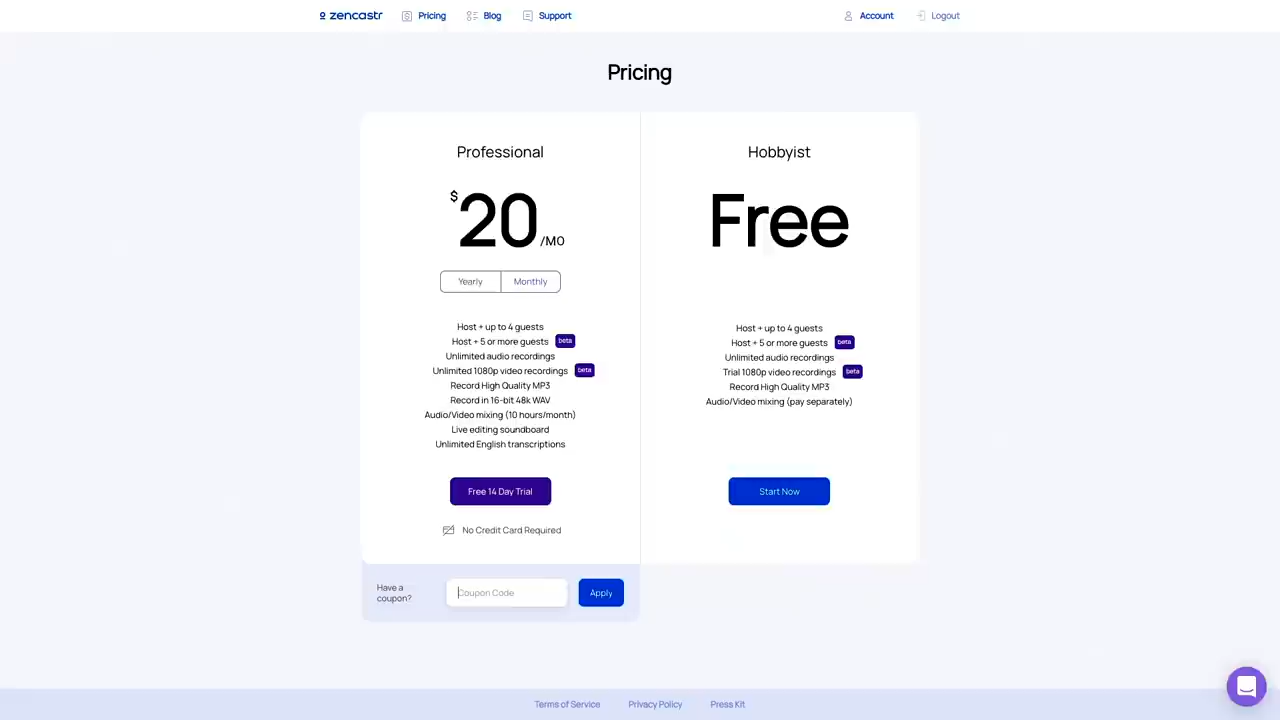 zencastr Pricing Blog Support Account Logout
Pricing
Professional
$20/MO
Yearly Monthly
Host + up to 4 guests
Host + 5 or more guests beta
Unlimited audio recordings
Unlimited 1080p video recordings beta
Record High Quality MP3
Record in 16-bit 48k WAV
Audio/Video mixing (10 hours/month)
Live editing soundboard
Unlimited English transcriptions
Free 14 Day Trial
No Credit Card Required
Have a
coupon?
Coupon Code
Apply
Hobbyist
Free
Host + up to 4 guests
Host + 5 or more guests beta
Unlimited audio recordings
Trial 1080p video recordings beta
Record High Quality MP3
Audio/Video mixing (pay separately)
Start Now
Terms of Service Privacy Policy Press Kit